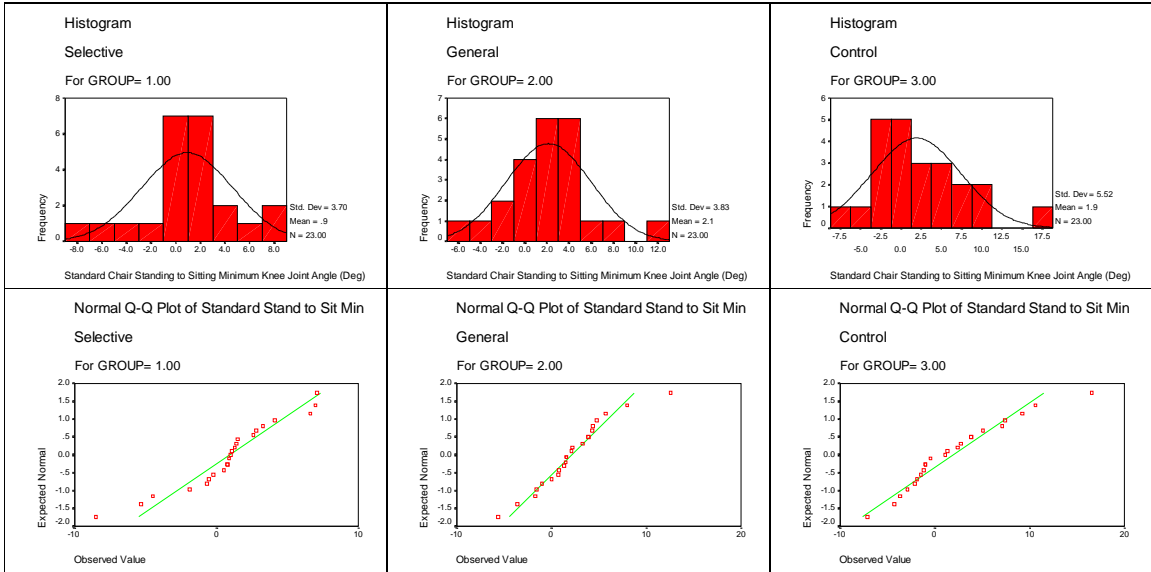 Histogram
Selective
For GROUP= 1.00
8
6
4
2
0
Frequency
-8.0 -6.0 -4.0 -2.0 0.0 2.0 4.0 6.0 8.0
Std. Dev = 3.70
Mean = .9
N = 23.00
Standard Chair Standing to Sitting Minimum Knee Joint Angle (Deg)
Histogram
General
For GROUP= 2.00
7
6
5
4
3
2
1
0
Frequency
-6.0 -4.0 -2.0 0.0 2.0 4.0 6.0 8.0 10.0 12.0
Std. Dev = 3.83
Mean = 2.1
N = 23.00
Standard Chair Standing to Sitting Minimum Knee Joint Angle (Deg)
Histogram
Control
For GROUP= 3.00
6
5
4
3
2
1
0
Frequency
-7.5 -2.5 2.5 7.5 12.5 17.5
-5.0 0.0 5.0 10.0 15.0
Std. Dev = 5.52
Mean = 1.9
N = 23.00
Standard Chair Standing to Sitting Minimum Knee Joint Angle (Deg)
Normal Q-Q Plot of Standard Stand to Sit Min
Selective
For GROUP= 1.00
2.0
1.5
1.0
.5
0.0
-.5
-1.0
-1.5
-2.0
Expected Normal
-10 0 10
Observed Value
Normal Q-Q Plot of Standard Stand to Sit Min
General
For GROUP= 2.00
2.0
1.5
1.0
.5
0.0
-.5
-1.0
-1.5
-2.0
Expected Normal
-10 0 10 20
Observed Value
Normal Q-Q Plot of Standard Stand to Sit Min
Control
For GROUP= 3.00
2.0
1.5
1.0
.5
0.0
-.5
-1.0
-1.5
-2.0
Expected Normal
-10 0 10 20
Observed Value